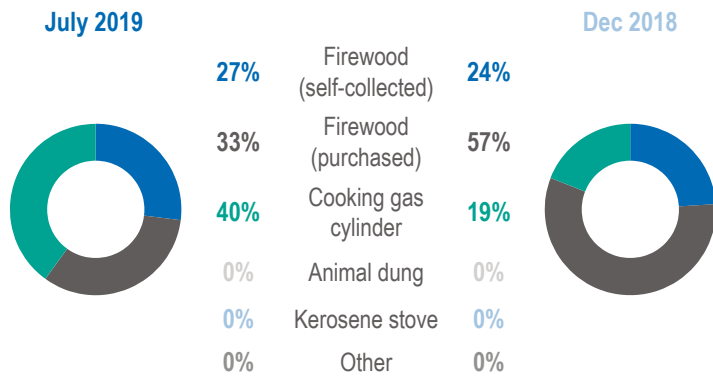 July 2019
Dec 2018
27%
Firewood
(self-collected)
24%
33%
Firewood
(purchased)
57%
40%
Cooking gas
cylinder
19%
0%
Animal dung
0%
0%
Kerosene stove
0%
0%
Other
0%